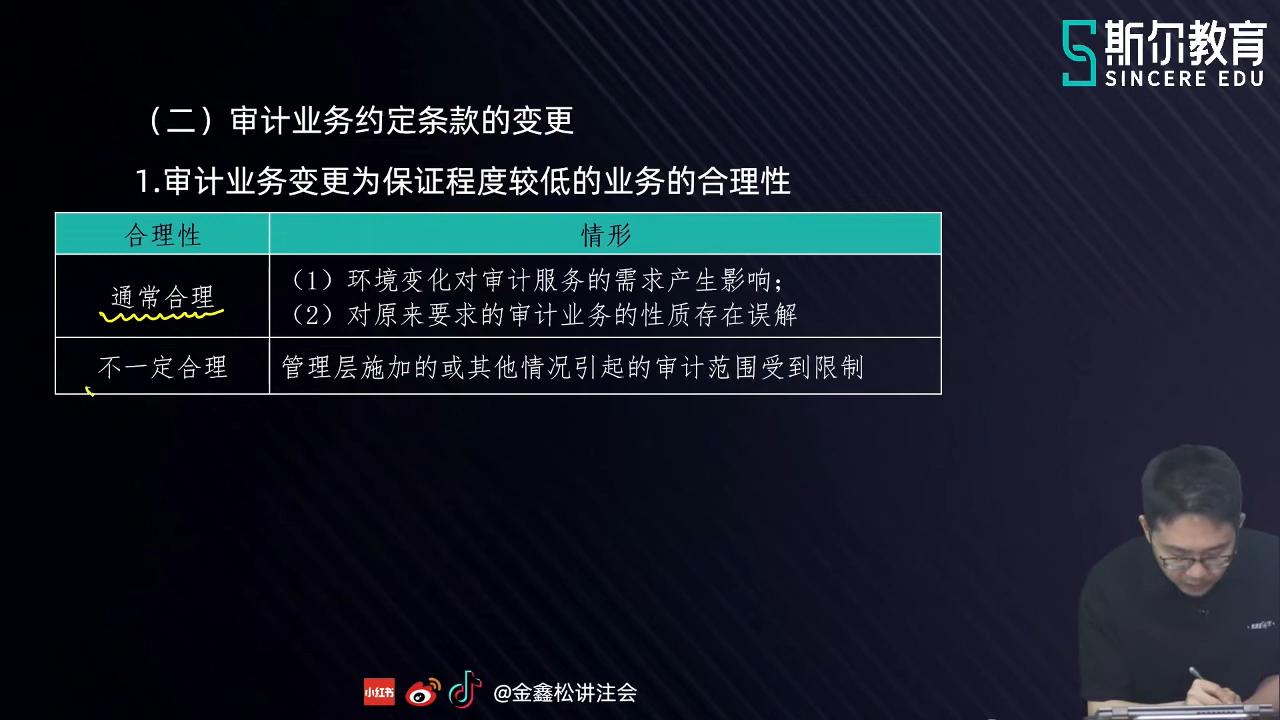 斯尔教育
SINCERE EDU
（二）审计业务约定条款的变更
1.审计业务变更为保证程度较低的业务的合理性
合理性 情形
通常合理 （1）环境变化对审计服务的需求产生影响；
（2）对原来要求的审计业务的性质存在误解
不一定合理 管理层施加的或其他情况引起的审计范围受到限制
小红书 @金鑫松讲注会